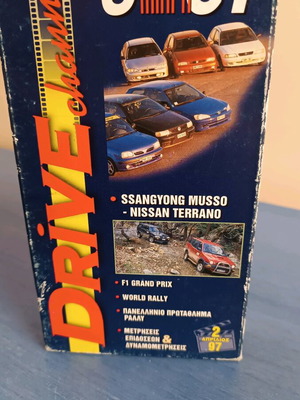 DRIVE
channel
• SSANGYONG MUSSO
- NISSAN TERRANO
• F1 GRAND PRIX
• WORLD RALLY
• ΠΑΝΕΛΛΗΝΙΟ ΠΡΩΤΑΘΛΗΜΑ
ΡΑΛΛΥ
• ΜΕΤΡΗΣΕΙΣ
ΕΠΙΔΟΣΕΩΝ &
ΔΥΝΑΜΟΜΕΤΡΗΣΕΙΣ
2
ΑΠΡΙΛΙΟΣ
97